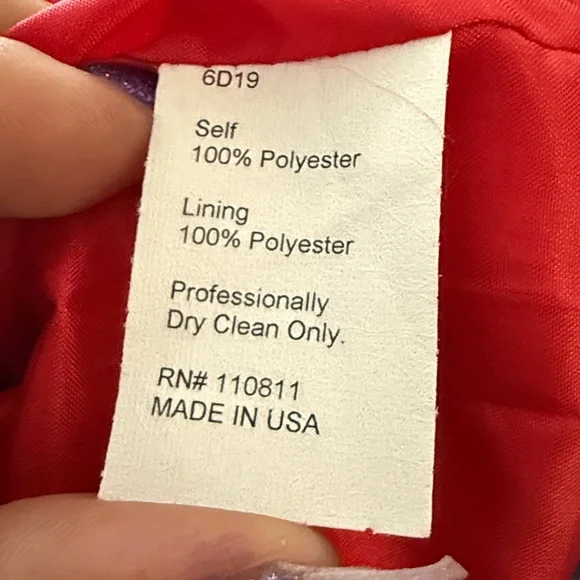 6D19
Self
100% Polyester
Lining
100% Polyester
Professionally
Dry Clean Only.
RN# 110811
MADE IN USA